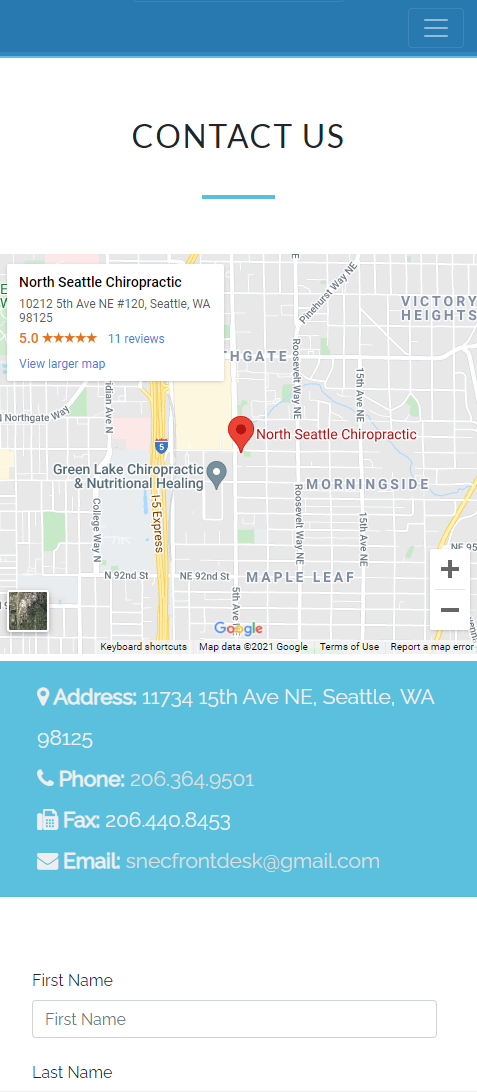 CONTACT US
North Seattle Chiropractic
10212 5th Ave NE #120, Seattle, WA
98125
5.0 ★★★★★ 11 reviews
View larger map
Pinehurst Way NE
VICTORY
HEIGHTS
THGATE
Roosevelt Way NE
15th Ave NE
ridian Ave N
N Northgate Way
5
North Seattle Chiropractic
Green Lake Chiropractic
& Nutritional Healing
MORNINGSIDE
College Way N
I-5 Express
Roosevelt Way NE
15th Ave NE
NE 95
N 92nd St
NE 92nd St
MAPLE LEAF
5th Ave
Google
Keyboard shortcuts
Map data ©2021 Google
Terms of Use
Report a map error
Address: 11734 15th Ave NE, Seattle, WA
98125
Phone: 206.364.9501
Fax: 206.440.8453
Email: snecfrontdesk@gmail.com
First Name
First Name
Last Name